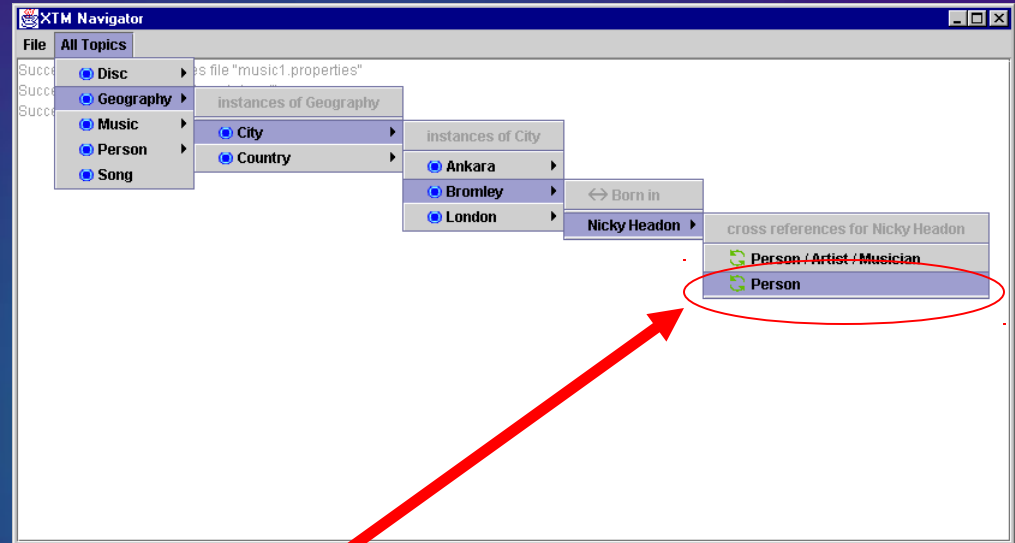 XTM Navigator
File All Topics
Succe es file "music1.properties"
Succe
Succe
Disc
Geography
Music
Person
Song
instances of Geography
City
Country
instances of City
Ankara
Bromley
London
Born in
Nicky Headon
cross references for Nicky Headon
Person / Artist / Musician
Person